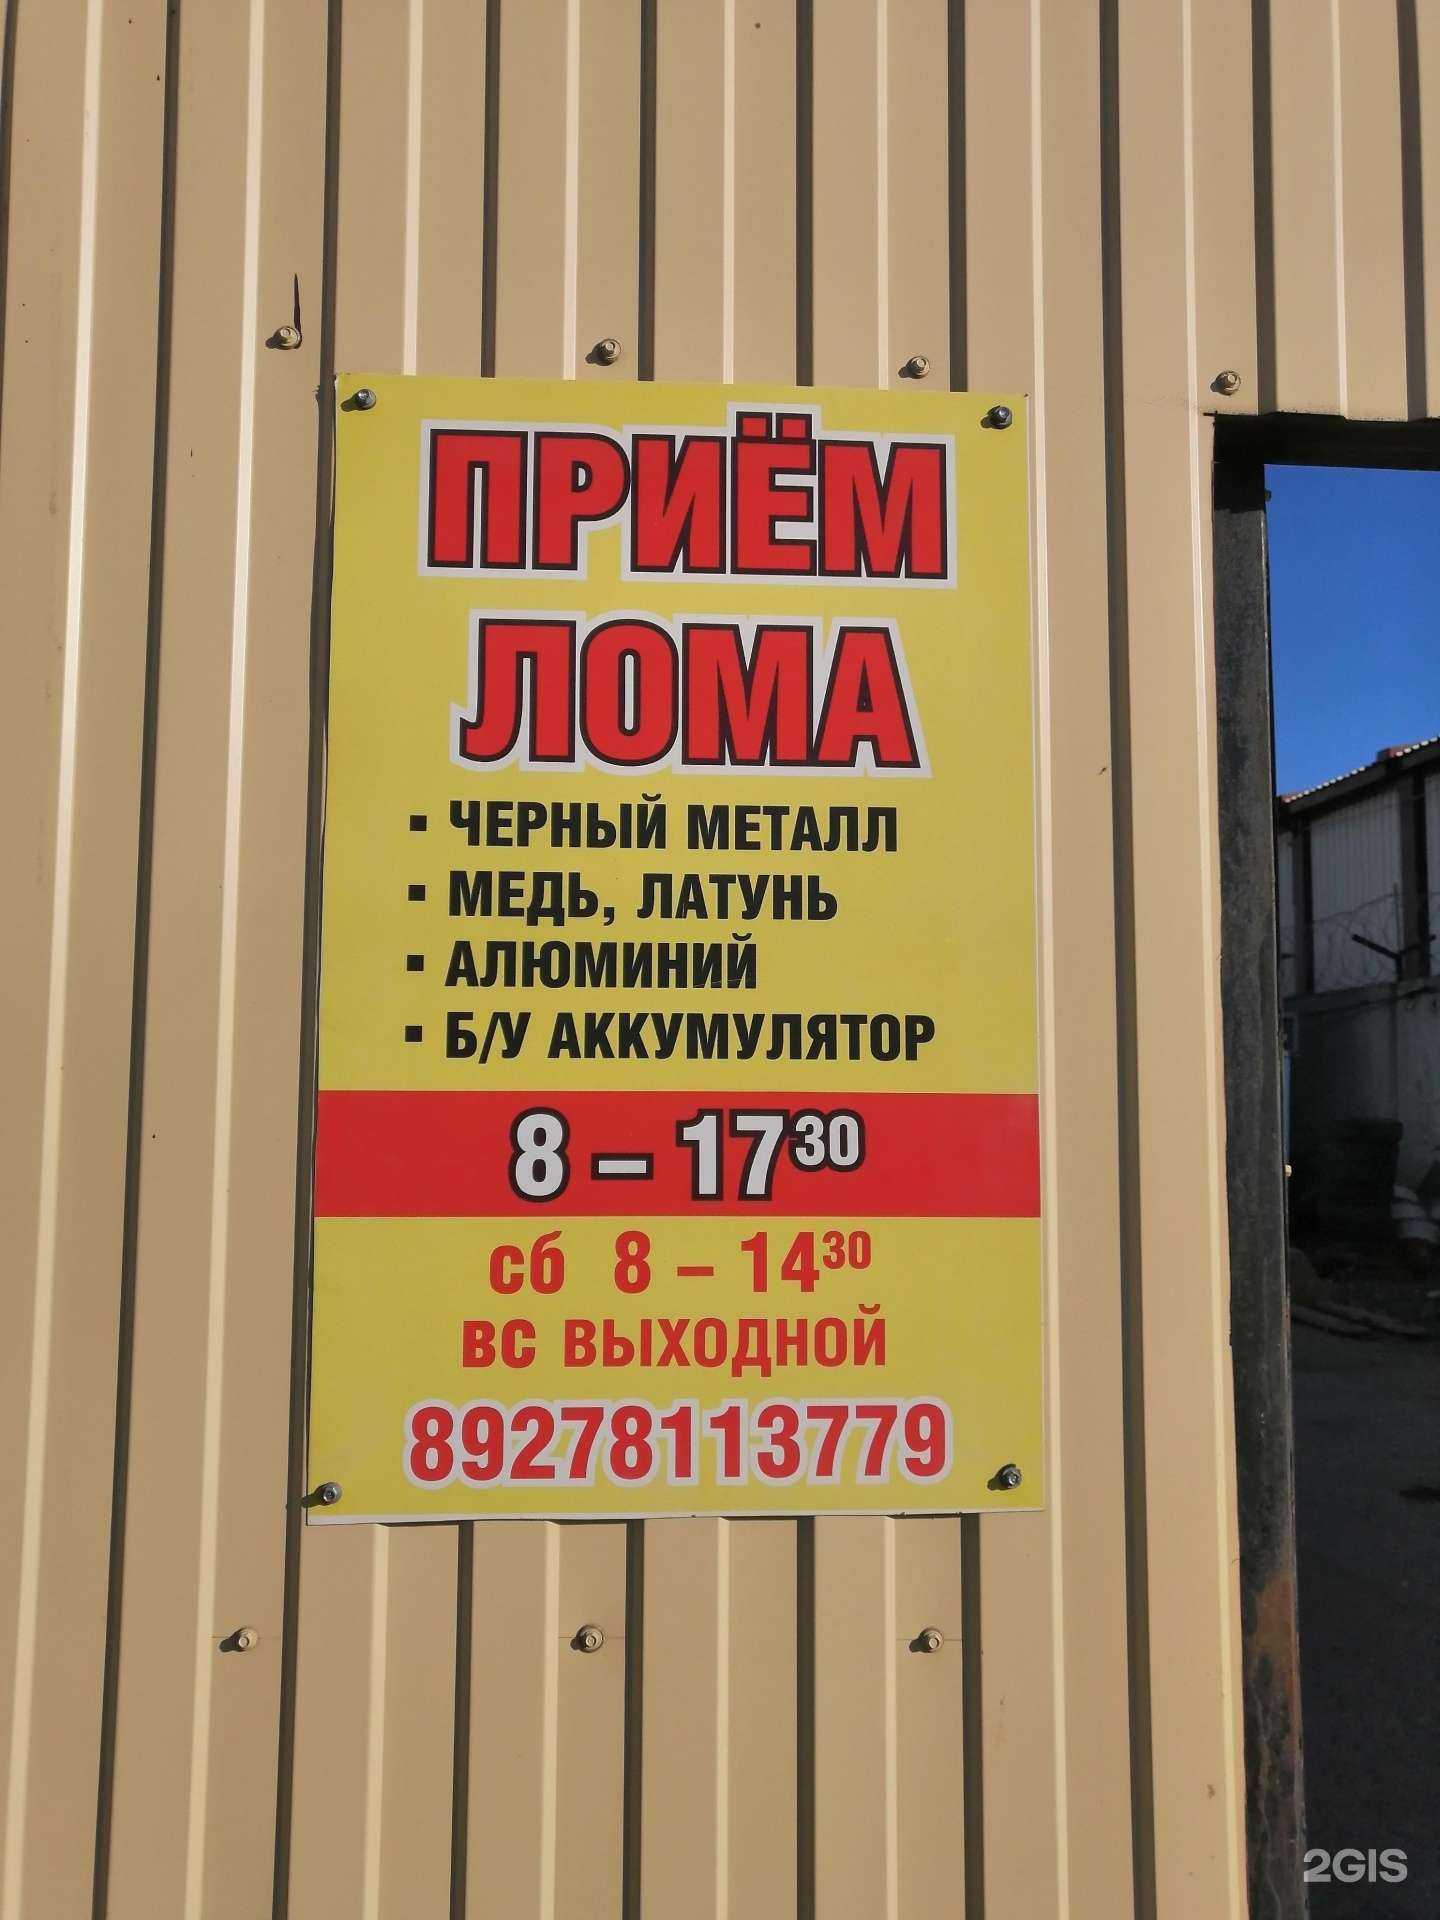 ПРИЁМ
ЛОМА
▪ ЧЕРНЫЙ МЕТАЛЛ
▪ МЕДЬ, ЛАТУНЬ
▪ АЛЮМИНИЙ
▪ Б/У АККУМУЛЯТОР
8 – 17³⁰
сб 8 – 14³⁰
вс выходной
89278113779
2GIS